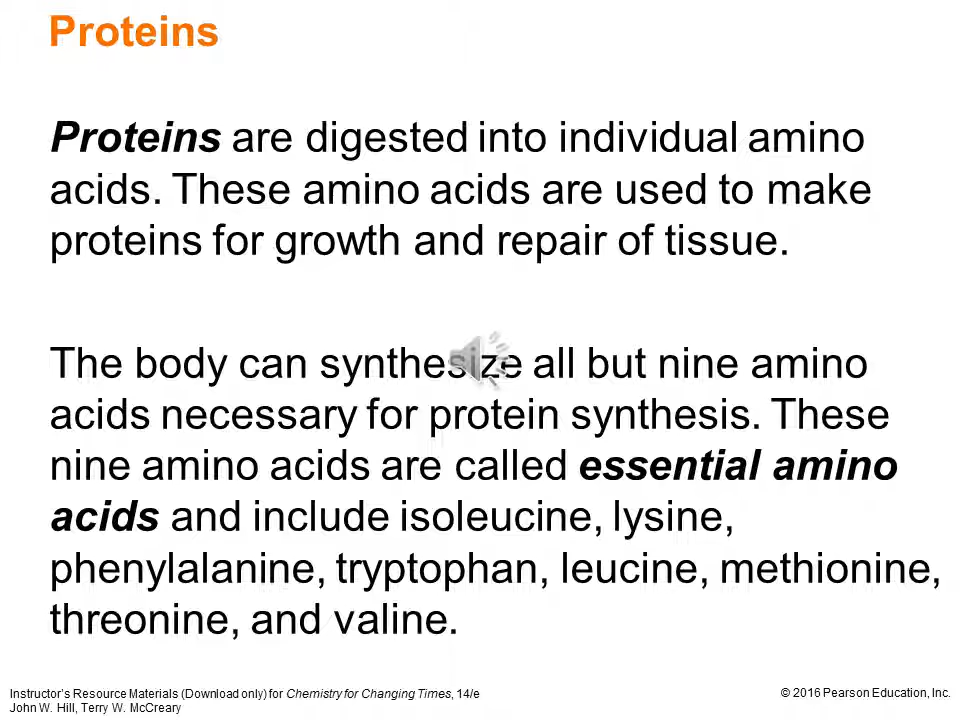 Proteins
Proteins are digested into individual amino
acids. These amino acids are used to make
proteins for growth and repair of tissue.
The body can synthesize all but nine amino
acids necessary for protein synthesis. These
nine amino acids are called essential amino
acids and include isoleucine, lysine,
phenylalanine, tryptophan, leucine, methionine,
threonine, and valine.
Instructor's Resource Materials (Download only) for Chemistry for Changing Times, 14/e
John W. Hill, Terry W. McCreary
© 2016 Pearson Education, Inc.